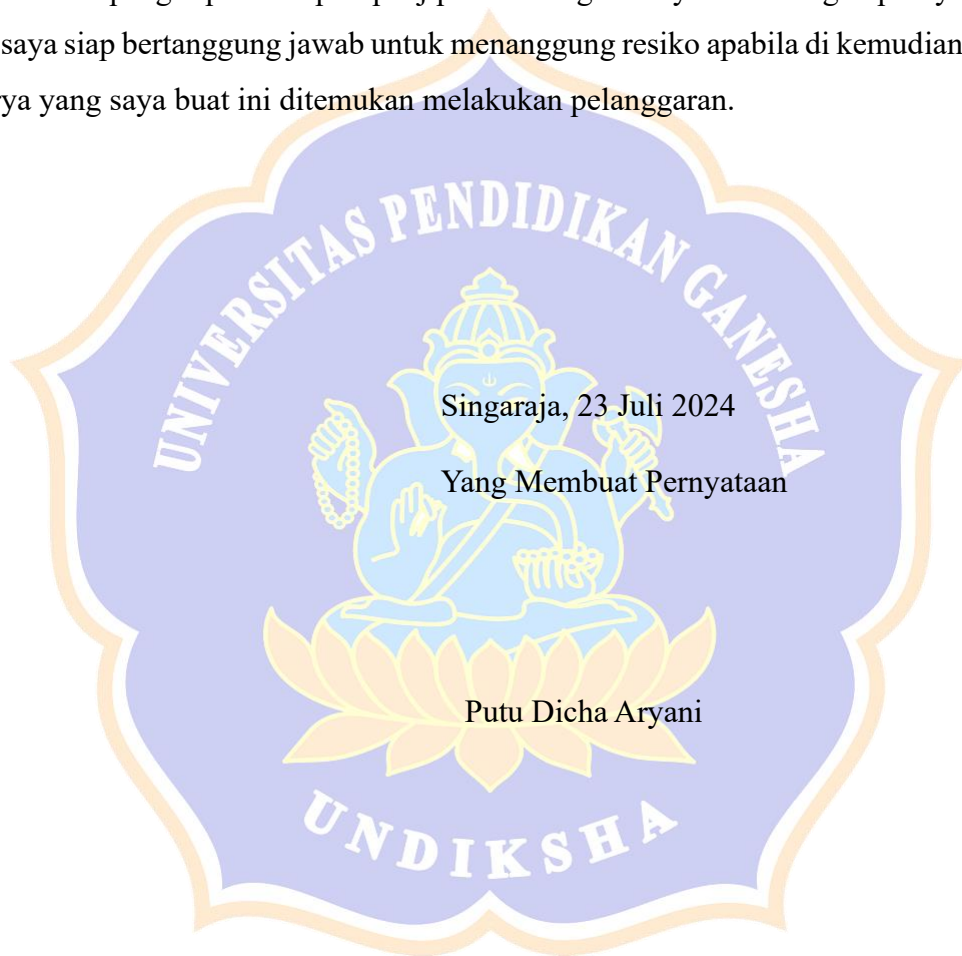 saya siap bertanggung jawab untuk menanggung resiko apabila di kemudian
ya yang saya buat ini ditemukan melakukan pelanggaran.
UNIVERSITAS PENDIDIKAN GANESHA
Singaraja, 23 Juli 2024
Yang Membuat Pernyataan
Putu Dicha Aryani
UNDIKSHA